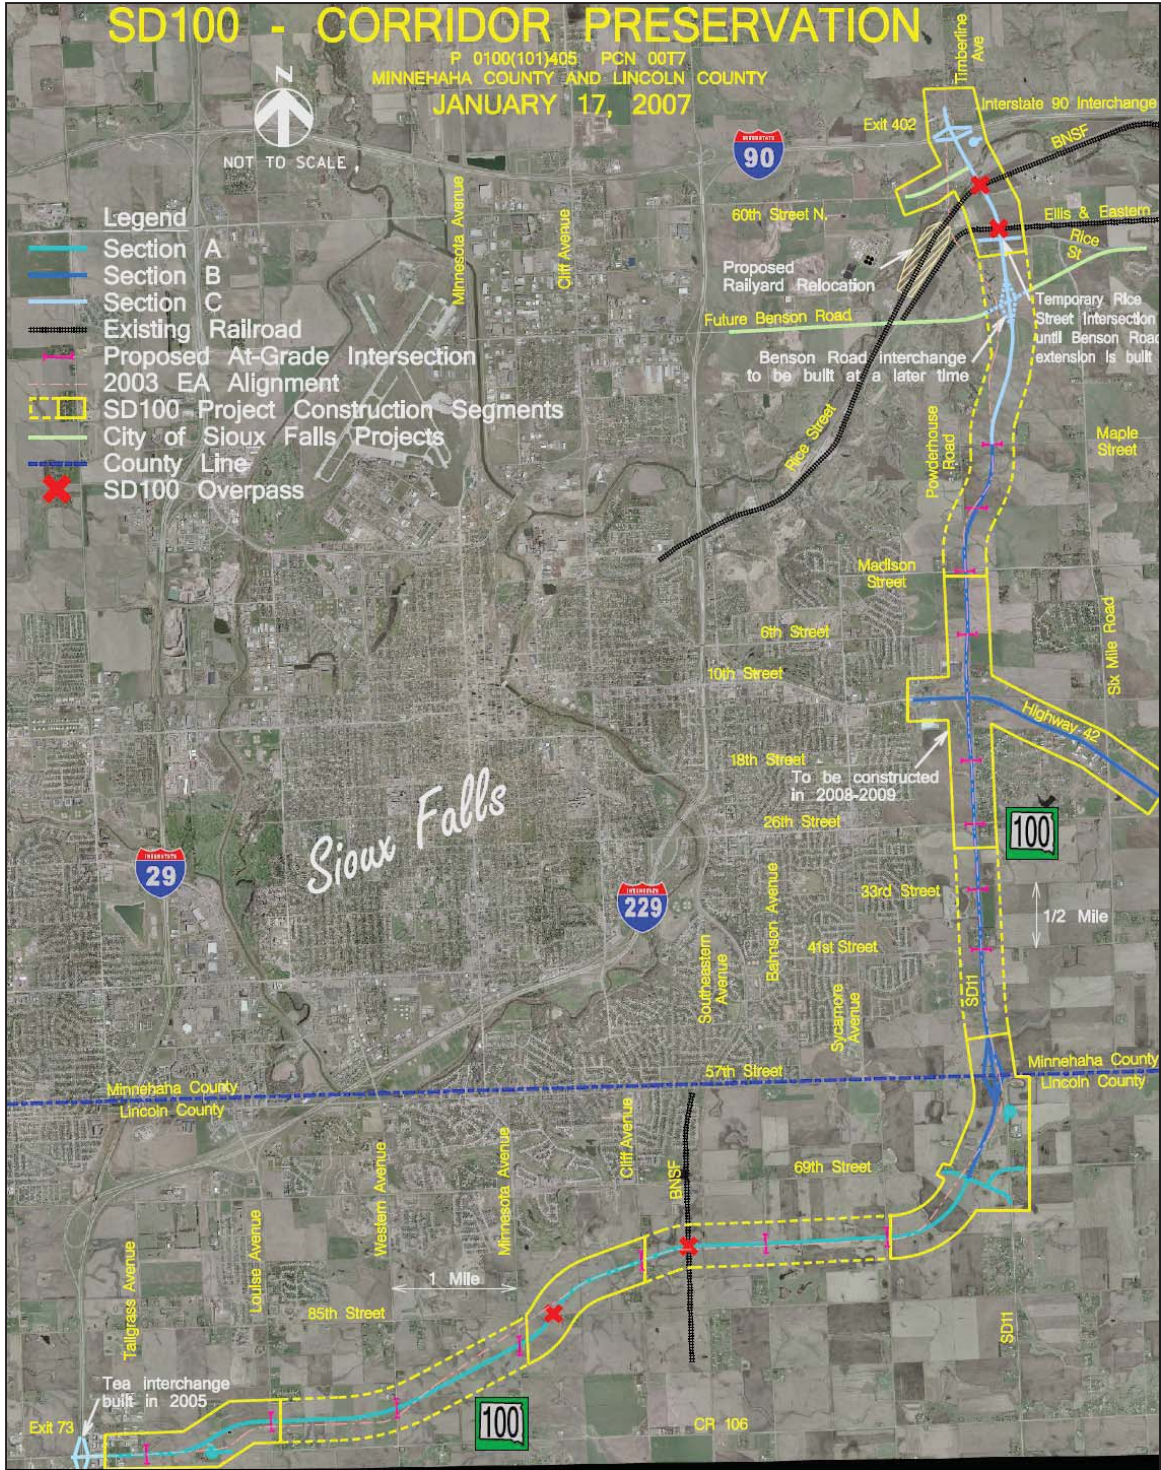 SD100 - CORRIDOR PRESERVATION
P 0100(101)405 PCN 00T7
MINNEHAHA COUNTY AND LINCOLN COUNTY
JANUARY 17, 2007
N
NOT TO SCALE
Timberline
Ave
Interstate 90 Interchange
Exit 402
BNSF
INTERSTATE
90
60th Street N.
Ellis & Eastern
Rice
St
Minnesota Avenue
Cliff Avenue
Legend
Section A
Section B
Section C
Existing Railroad
Proposed At-Grade Intersection
2003 EA Alignment
SD100 Project Construction Segments
City of Sioux Falls Projects
County Line
SD100 Overpass
Proposed
Railyard Relocation
Future Benson Road
Temporary Rice
Street Intersection
until Benson Road
extension is built
Benson Road interchange
to be built at a later time
Rice Street
Powderhouse
Road
Maple
Street
Madison
Street
6th Street
10th Street
Six Mile Road
Highway 42
18th Street
To be constructed
in 2008-2009
26th Street
100
Sioux Falls
INTERSTATE
29
INTERSTATE
229
33rd Street
1/2 Mile
Bahnson Avenue
41st Street
Southeastern
Avenue
Sycamore
Avenue
SD11
57th Street
Minnehaha County
Lincoln County
Minnehaha County
Lincoln County
Cliff Avenue
BNSF
69th Street
Western Avenue
Minnesota Avenue
Louise Avenue
Tallgrass Avenue
1 Mile
85th Street
SD11
Tea interchange
built in 2005
Exit 73
100
CR 106